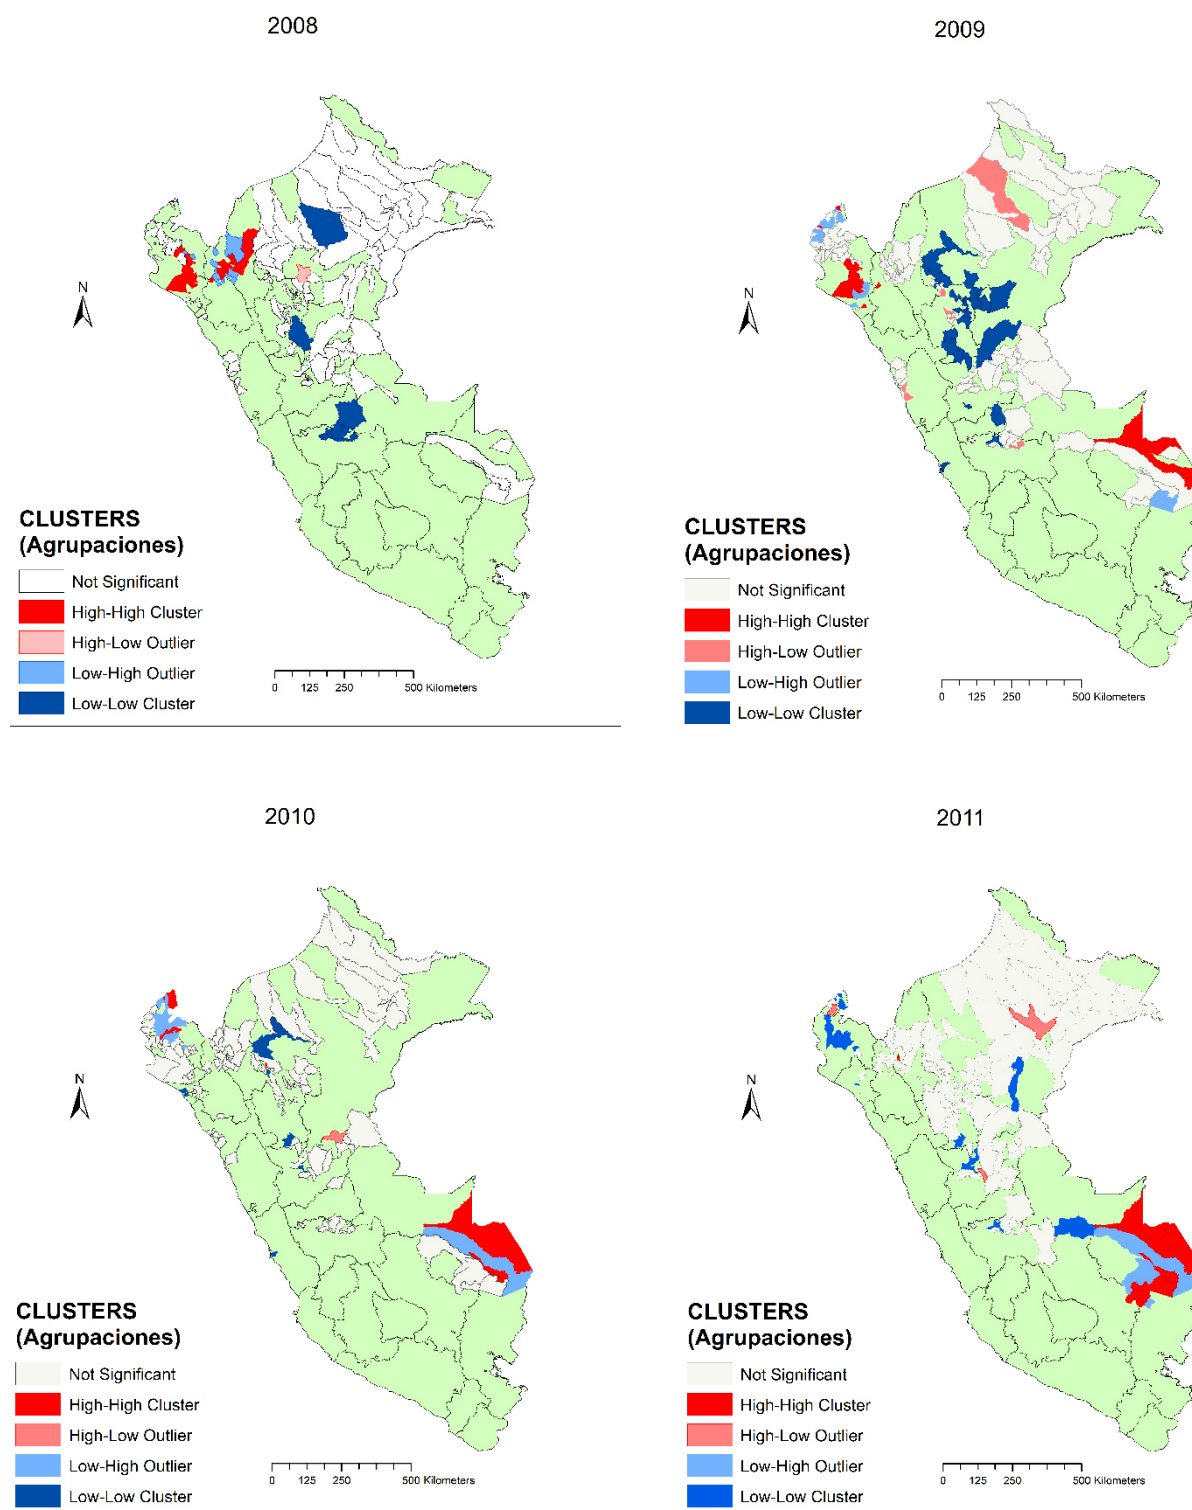 2008
N
CLUSTERS
(Agrupaciones)
Not Significant
High-High Cluster
High-Low Outlier
Low-High Outlier
Low-Low Cluster
0 125 250 500 Kilometers
2009
N
CLUSTERS
(Agrupaciones)
Not Significant
High-High Cluster
High-Low Outlier
Low-High Outlier
Low-Low Cluster
0 125 250 500 Kilometers
2010
N
CLUSTERS
(Agrupaciones)
Not Significant
High-High Cluster
High-Low Outlier
Low-High Outlier
Low-Low Cluster
0 125 250 500 Kilometers
2011
N
CLUSTERS
(Agrupaciones)
Not Significant
High-High Cluster
High-Low Outlier
Low-High Outlier
Low-Low Cluster
0 125 250 500 Kilometers